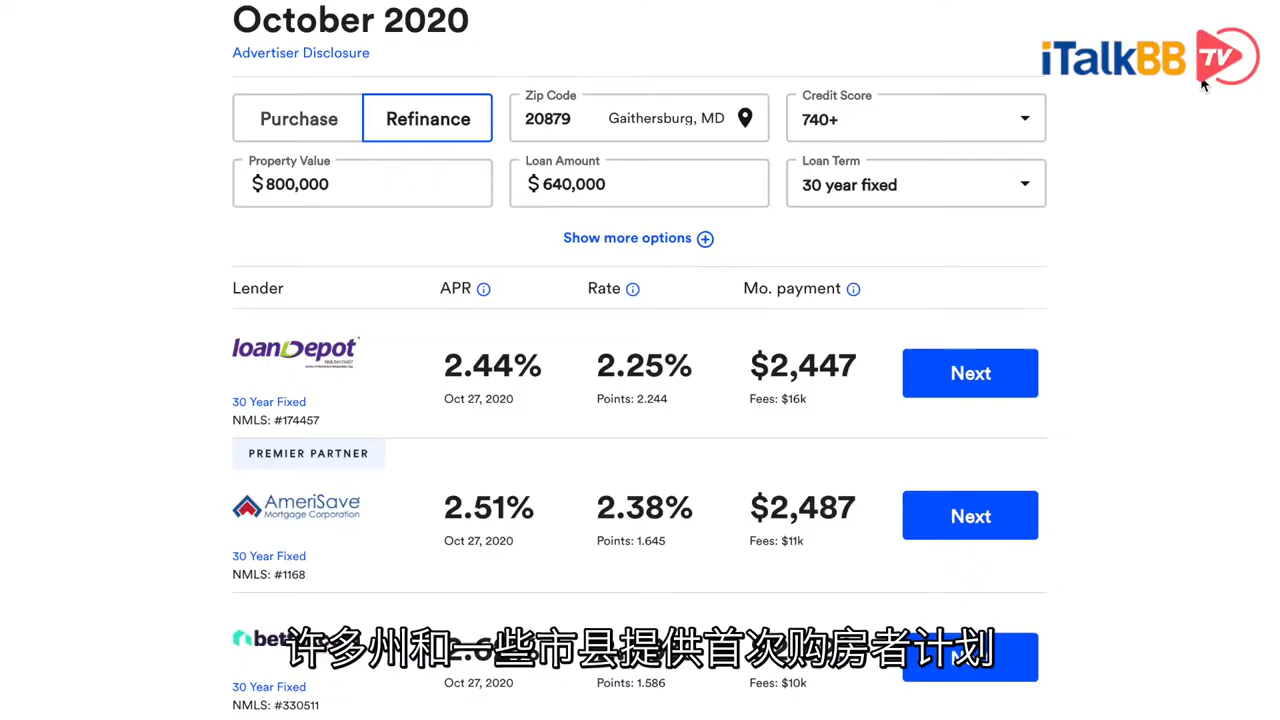 October 2020
Advertiser Disclosure
iTalkBB TV
Purchase Refinance Zip Code 20879 Gaithersburg, MD Credit Score 740+
Property Value $800,000 Loan Amount $640,000 Loan Term 30 year fixed
Show more options
Lender APR Rate Mo. payment
loanDepot 2.44% 2.25% $2,447 Next
Oct 27, 2020 Points: 2.244 Fees: $16k
30 Year Fixed
NMLS: #174457
PREMIER PARTNER
AmeriSave 2.51% 2.38% $2,487 Next
Mortgage Corporation
Oct 27, 2020 Points: 1.645 Fees: $11k
30 Year Fixed
NMLS: #1168
许多州和一些市县提供首次购房者计划
Oct 27, 2020 Points: 1.586 Fees: $10k
30 Year Fixed
NMLS: #330511